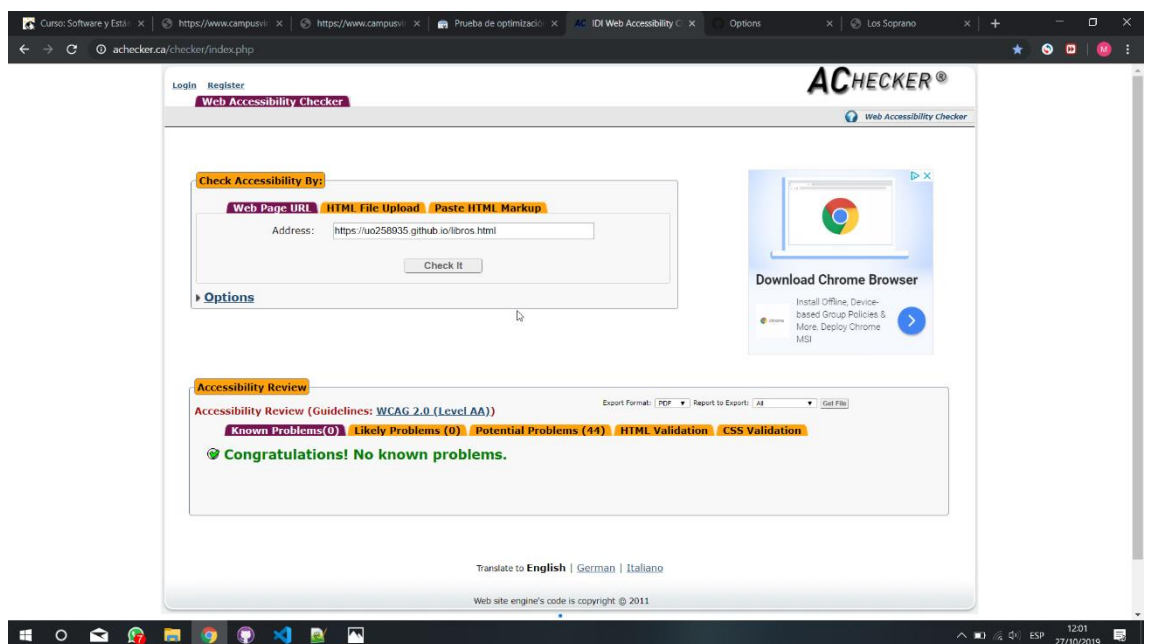 Curso: Software y Está
https://www.campusvi
https://www.campusvi
Prueba de optimizació
AC IDI Web Accessibility C
Options
Los Soprano
achecker.ca/checker/index.php
M
Login Register
ACHECKER ®
Web Accessibility Checker
Web Accessibility Checker
Check Accessibility By:
Web Page URL HTML File Upload Paste HTML Markup
Address: https://uo258935.github.io/libros.html
Check It
Options
Download Chrome Browser
Install Offline, Device-
based Group Policies &
More. Deploy Chrome
MSI
chrome
Accessibility Review
Export Format: PDF Report to Export: All Get File
Accessibility Review (Guidelines: WCAG 2.0 (Level AA))
Known Problems(0) Likely Problems (0) Potential Problems (44) HTML Validation CSS Validation
Congratulations! No known problems.
Translate to English | German | Italiano
Web site engine's code is copyright © 2011
ESP
12:01
27/10/2019